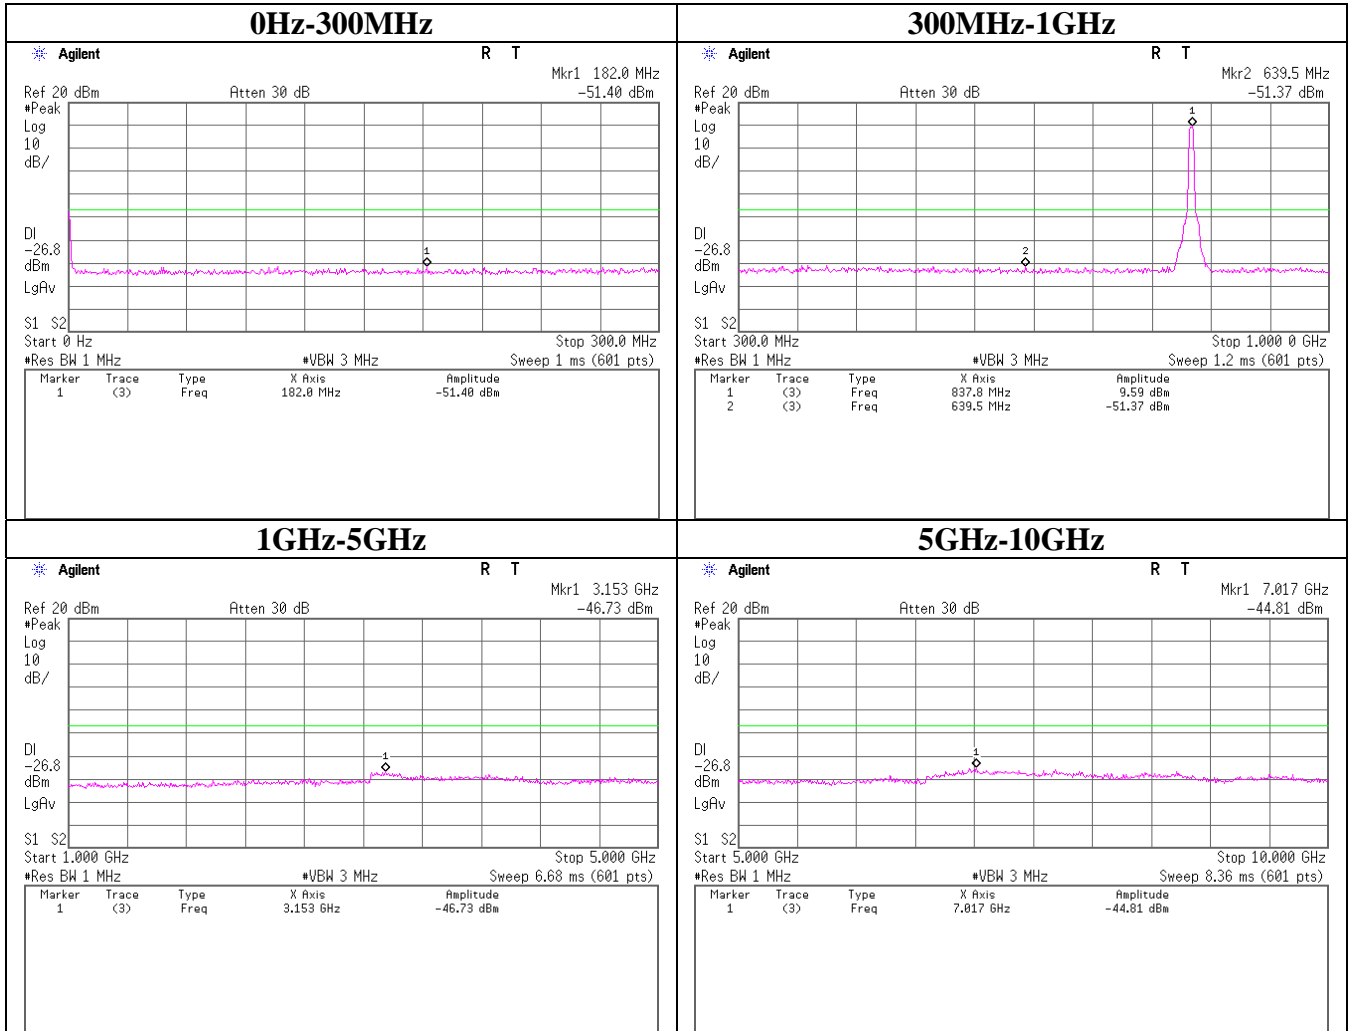 0Hz-300MHz
Agilent
R T
Mkr1 182.0 MHz
Ref 20 dBm Atten 30 dB -51.40 dBm
#Peak
Log
10
dB/
1
DI
-26.8
dBm
LgAv
S1 S2
Start 0 Hz Stop 300.0 MHz
#Res BW 1 MHz #VBW 3 MHz Sweep 1 ms (601 pts)
Marker Trace Type X Axis Amplitude
1 (3) Freq 182.0 MHz -51.40 dBm
300MHz-1GHz
Agilent
R T
Mkr2 639.5 MHz
Ref 20 dBm Atten 30 dB -51.37 dBm
#Peak
1
Log
10
dB/
DI
2
-26.8
dBm
LgAv
S1 S2
Start 300.0 MHz Stop 1.000 0 GHz
#Res BW 1 MHz #VBW 3 MHz Sweep 1.2 ms (601 pts)
Marker Trace Type X Axis Amplitude
1 (3) Freq 837.8 MHz 9.59 dBm
2 (3) Freq 639.5 MHz -51.37 dBm
1GHz-5GHz
Agilent
R T
Mkr1 3.153 GHz
Ref 20 dBm Atten 30 dB -46.73 dBm
#Peak
Log
10
dB/
DI
1
-26.8
dBm
LgAv
S1 S2
Start 1.000 GHz Stop 5.000 GHz
#Res BW 1 MHz #VBW 3 MHz Sweep 6.68 ms (601 pts)
Marker Trace Type X Axis Amplitude
1 (3) Freq 3.153 GHz -46.73 dBm
5GHz-10GHz
Agilent
R T
Mkr1 7.017 GHz
Ref 20 dBm Atten 30 dB -44.81 dBm
#Peak
Log
10
dB/
DI
1
-26.8
dBm
LgAv
S1 S2
Start 5.000 GHz Stop 10.000 GHz
#Res BW 1 MHz #VBW 3 MHz Sweep 8.36 ms (601 pts)
Marker Trace Type X Axis Amplitude
1 (3) Freq 7.017 GHz -44.81 dBm